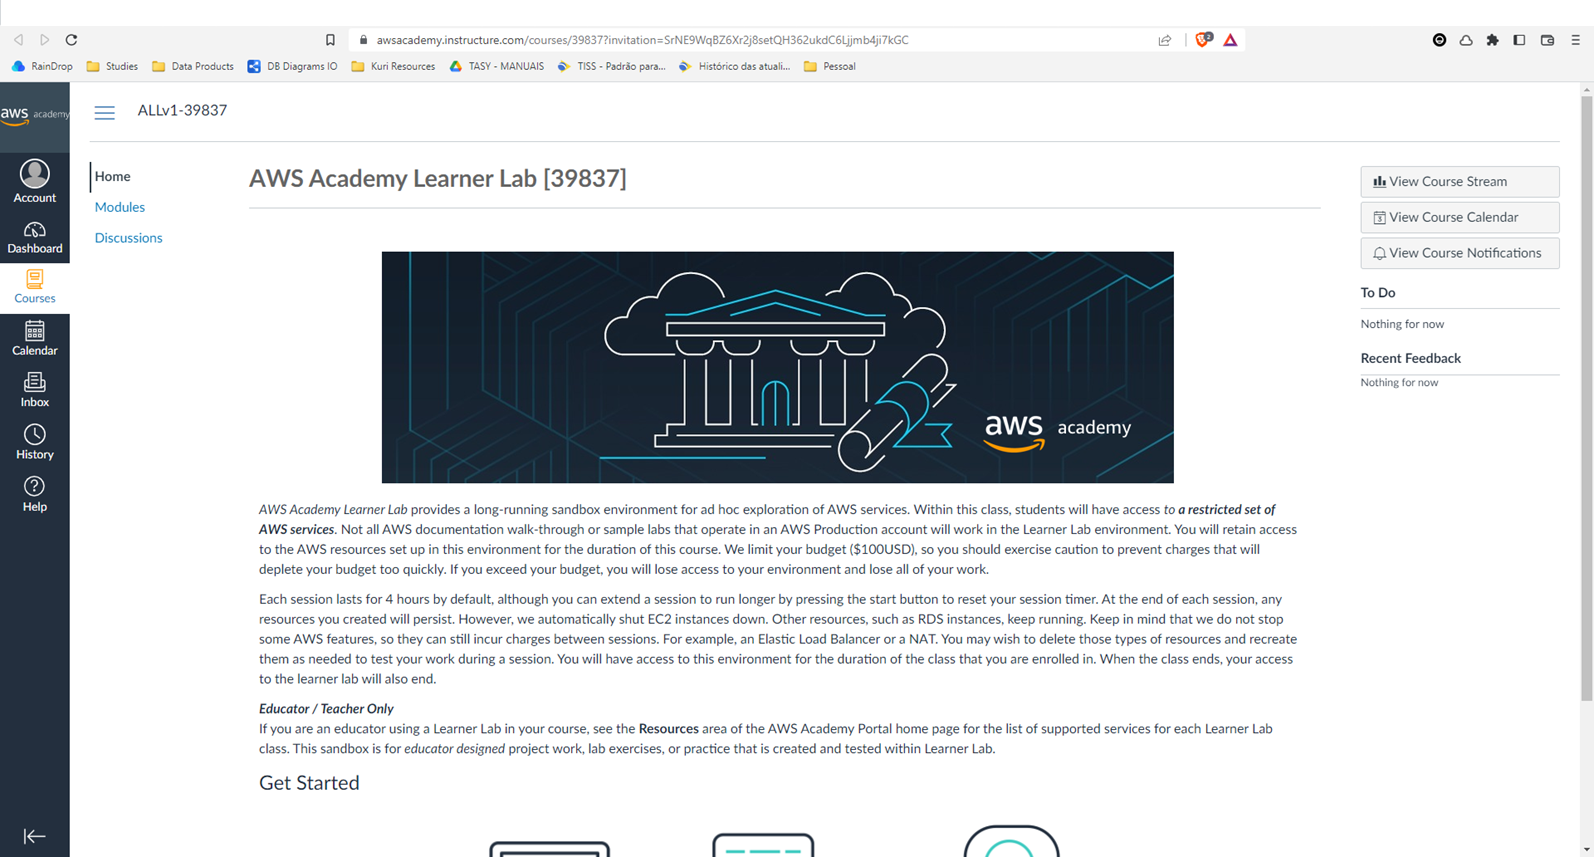 awsacademy.instructure.com/courses/39837?invitation=SrNE9WqBZ6Xr2j8setQH362ukdC6Ljjmb4ji7kGC
2
RainDrop Studies Data Products DB Diagrams IO Kuri Resources TASY - MANUAIS TISS - Padrão para... Histórico das atuali... Pessoal
aws academy
ALLv1-39837
Account
Dashboard
Courses
Calendar
Inbox
History
Help
Home
Modules
Discussions
AWS Academy Learner Lab [39837]
aws academy
AWS Academy Learner Lab provides a long-running sandbox environment for ad hoc exploration of AWS services. Within this class, students will have access to a restricted set of
AWS services. Not all AWS documentation walk-through or sample labs that operate in an AWS Production account will work in the Learner Lab environment. You will retain access
to the AWS resources set up in this environment for the duration of this course. We limit your budget ($100USD), so you should exercise caution to prevent charges that will
deplete your budget too quickly. If you exceed your budget, you will lose access to your environment and lose all of your work.
Each session lasts for 4 hours by default, although you can extend a session to run longer by pressing the start button to reset your session timer. At the end of each session, any
resources you created will persist. However, we automatically shut EC2 instances down. Other resources, such as RDS instances, keep running. Keep in mind that we do not stop
some AWS features, so they can still incur charges between sessions. For example, an Elastic Load Balancer or a NAT. You may wish to delete those types of resources and recreate
them as needed to test your work during a session. You will have access to this environment for the duration of the class that you are enrolled in. When the class ends, your access
to the learner lab will also end.
Educator / Teacher Only
If you are an educator using a Learner Lab in your course, see the Resources area of the AWS Academy Portal home page for the list of supported services for each Learner Lab
class. This sandbox is for educator designed project work, lab exercises, or practice that is created and tested within Learner Lab.
Get Started
View Course Stream
View Course Calendar
View Course Notifications
To Do
Nothing for now
Recent Feedback
Nothing for now